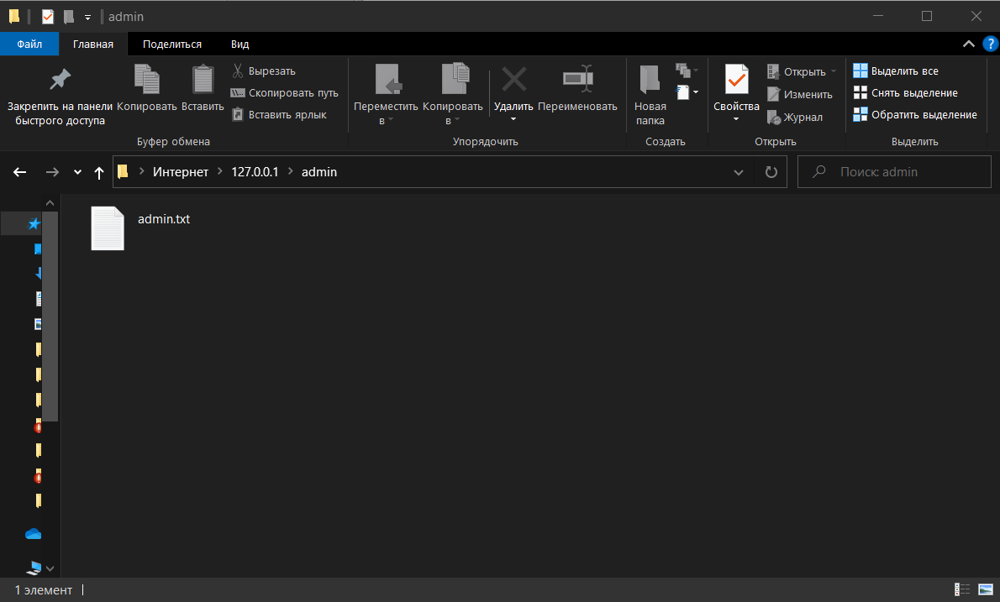 admin
Файл Главная Поделиться Вид ?
Закрепить на панели быстрого доступа
Копировать
Вставить
Вырезать
Скопировать путь
Вставить ярлык
Буфер обмена
Переместить в
Копировать в
Удалить
Переименовать
Упорядочить
Новая папка
Создать
Свойства
Открыть
Изменить
Журнал
Открыть
Выделить все
Снять выделение
Обратить выделение
Выделить
Интернет 127.0.0.1 admin
Поиск: admin
admin.txt
1 элемент